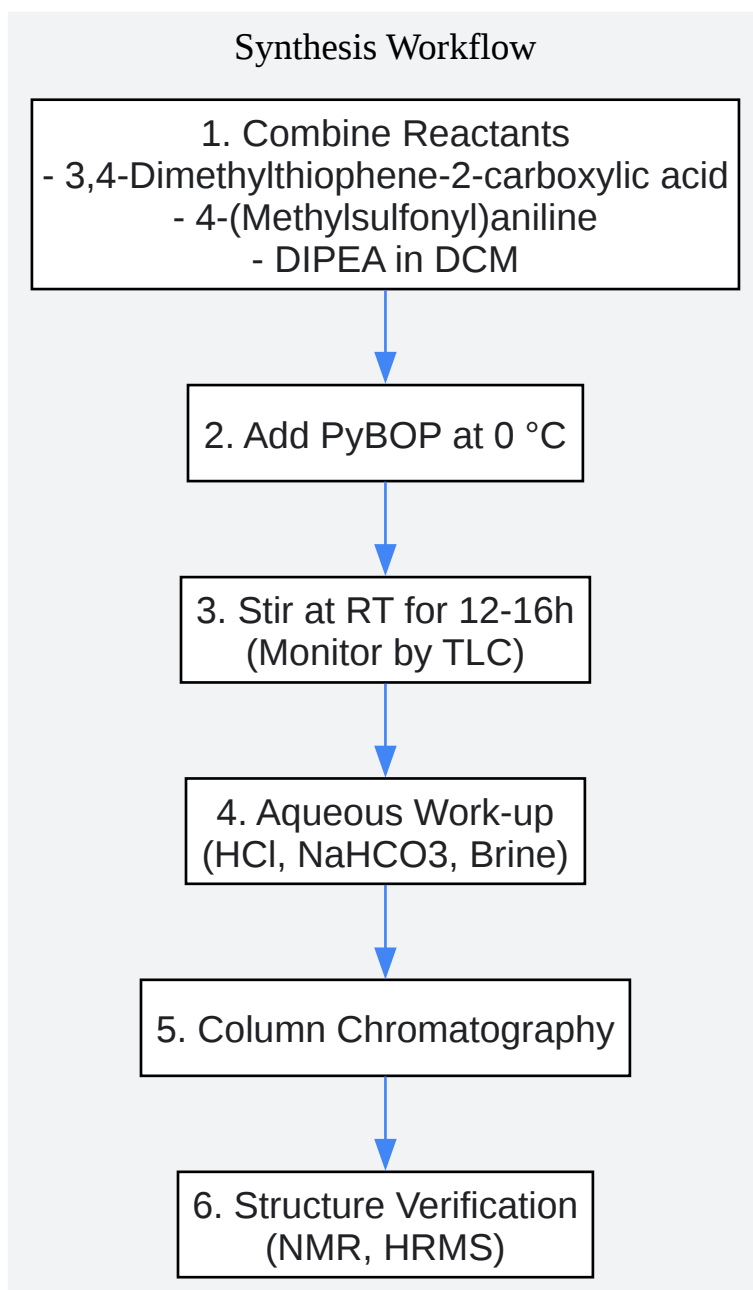 Synthesis Workflow
1. Combine Reactants
- 3,4-Dimethylthiophene-2-carboxylic acid
- 4-(Methylsulfonyl)aniline
- DIPEA in DCM
2. Add PyBOP at 0 °C
3. Stir at RT for 12-16h
(Monitor by TLC)
4. Aqueous Work-up
(HCl, NaHCO3, Brine)
5. Column Chromatography
6. Structure Verification
(NMR, HRMS)